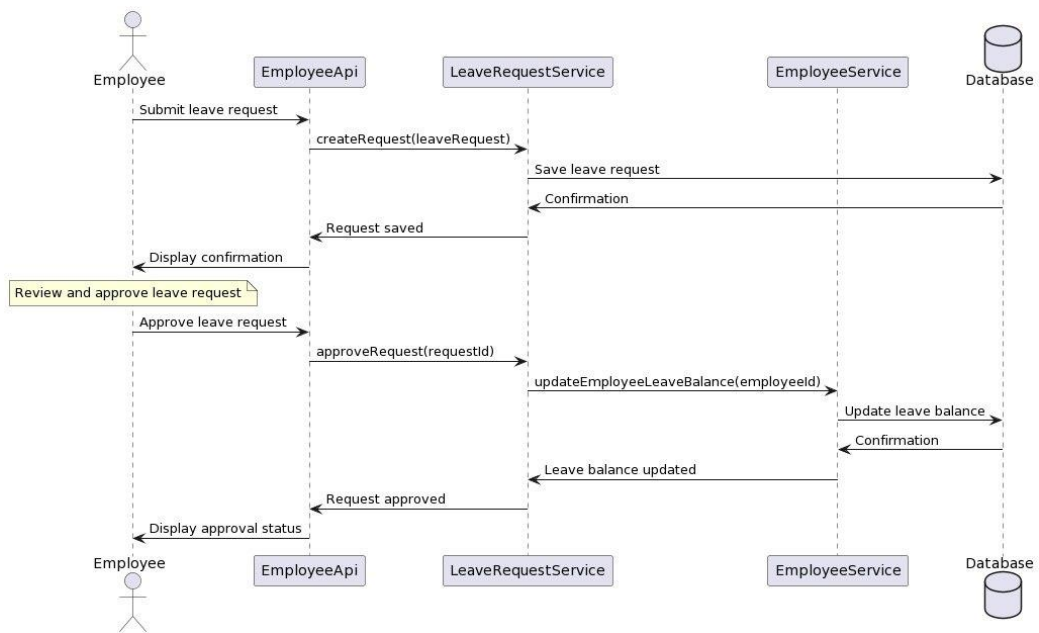 Employee
EmployeeApi
LeaveRequestService
EmployeeService
Database
Submit leave request
createRequest(leaveRequest)
Save leave request
Confirmation
Request saved
Display confirmation
Review and approve leave request
Approve leave request
approveRequest(requestId)
updateEmployeeLeaveBalance(employeeId)
Update leave balance
Confirmation
Leave balance updated
Request approved
Display approval status
Employee
EmployeeApi
LeaveRequestService
EmployeeService
Database